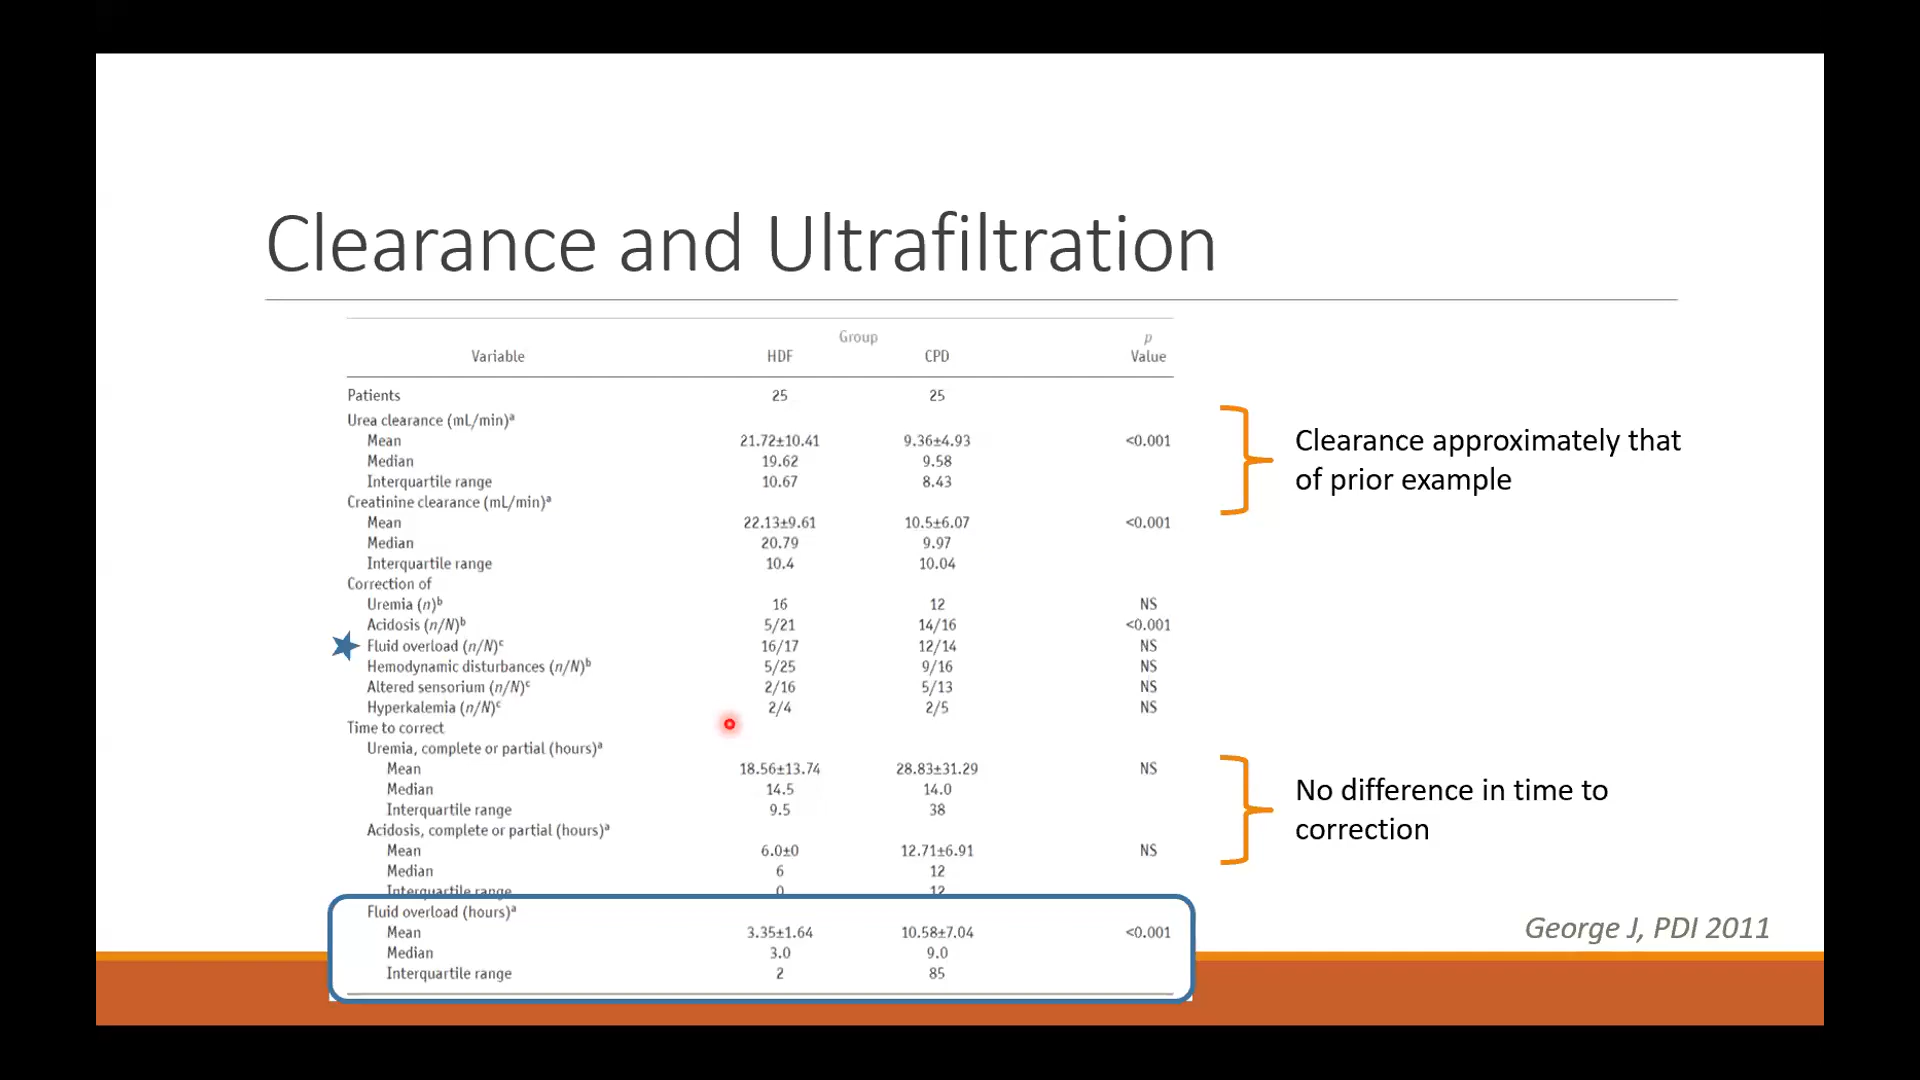 Clearance and Ultrafiltration
Group p
Variable HDF CPD Value
Patients 25 25
Urea clearance (mL/min)ᵃ
Mean 21.72±10.41 9.36±4.93 <0.001
Median 19.62 9.58
Interquartile range 10.67 8.43
Creatinine clearance (mL/min)ᵃ
Mean 22.13±9.61 10.5±6.07 <0.001
Median 20.79 9.97
Interquartile range 10.4 10.04
Correction of
Uremia (n)ᵇ 16 12 NS
Acidosis (n/N)ᵇ 5/21 14/16 <0.001
Fluid overload (n/N)ᶜ 16/17 12/14 NS
Hemodynamic disturbances (n/N)ᵇ 5/25 9/16 NS
Altered sensorium (n/N)ᶜ 2/16 5/13 NS
Hyperkalemia (n/N)ᶜ 2/4 2/5 NS
Time to correct
Uremia, complete or partial (hours)ᵃ
Mean 18.56±13.74 28.83±31.29 NS
Median 14.5 14.0
Interquartile range 9.5 38
Acidosis, complete or partial (hours)ᵃ
Mean 6.0±0 12.71±6.91 NS
Median 6 12
Interquartile range 0 12
Fluid overload (hours)ᵃ
Mean 3.35±1.64 10.58±7.04 <0.001
Median 3.0 9.0
Interquartile range 2 85
Clearance approximately that
of prior example
No difference in time to
correction
George J, PDI 2011